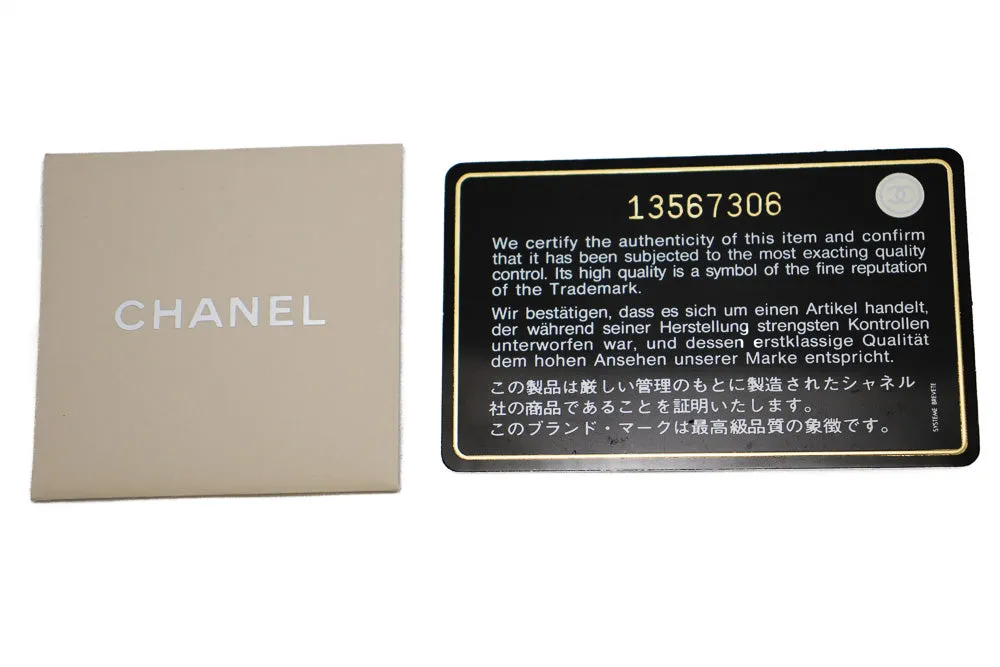 CHANEL
13567306
We certify the authenticity of this item and confirm
that it has been subjected to the most exacting quality
control. Its high quality is a symbol of the fine reputation
of the Trademark.
Wir bestätigen, dass es sich um einen Artikel handelt,
der während seiner Herstellung strengsten Kontrollen
unterworfen war, und dessen erstklassige Qualität
dem hohen Ansehen unserer Marke entspricht.
この製品は厳しい管理のもとに製造されたシャネル
社の商品であることを証明いたします。
このブランド・マークは最高級品質の象徴です。
SYSTEME BREVETE